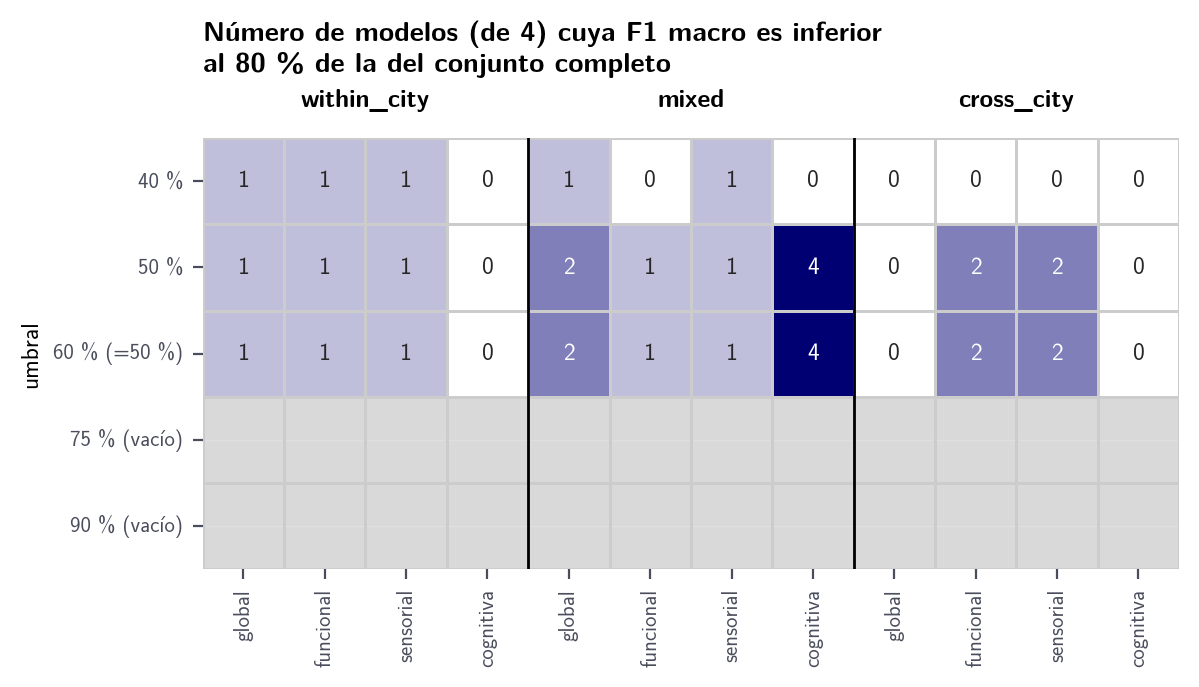 Número de modelos (de 4) cuya F1 macro es inferior
al 80 % de la del conjunto completo
within_city mixed cross_city
umbral
40 % 1 1 1 0 1 0 1 0 0 0 0 0
50 % 1 1 1 0 2 1 1 4 0 2 2 0
60 % (=50 %) 1 1 1 0 2 1 1 4 0 2 2 0
75 % (vacío)
90 % (vacío)
global funcional sensorial cognitiva global funcional sensorial cognitiva global funcional sensorial cognitiva